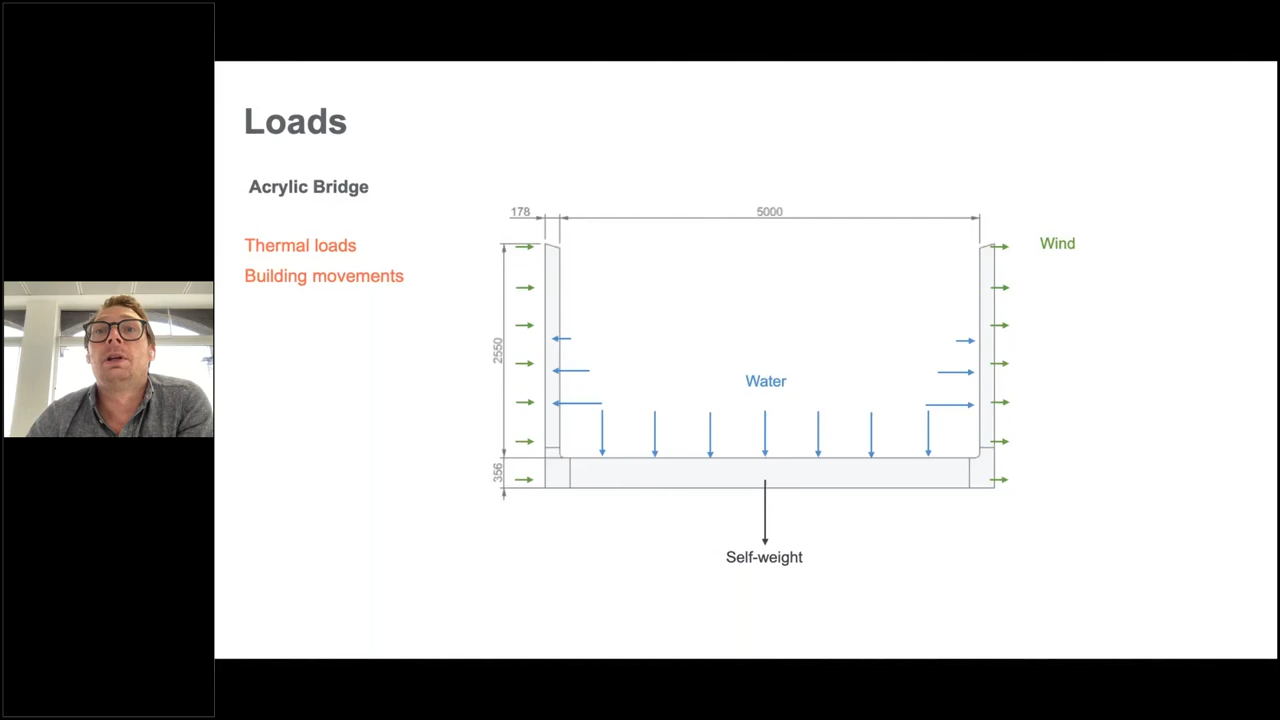 Loads
Acrylic Bridge
Thermal loads
Building movements
178
5000
Wind
2550
Water
356
Self-weight